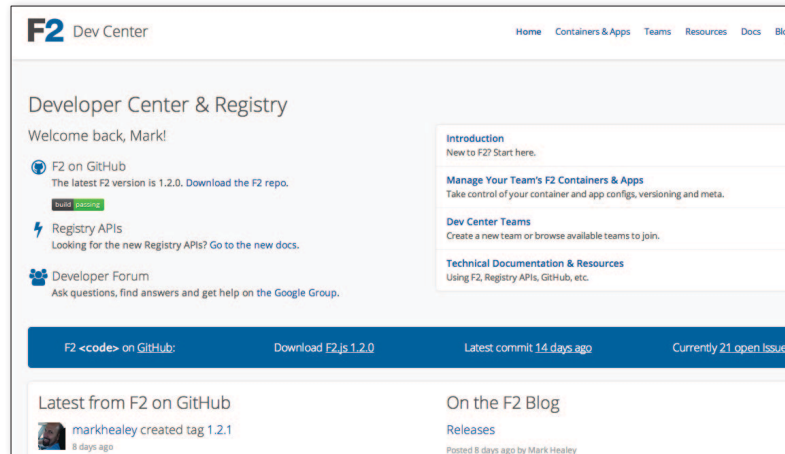 F2 Dev Center
Home Containers & Apps Teams Resources Docs
Developer Center & Registry
Welcome back, Mark!
F2 on GitHub
The latest F2 version is 1.2.0. Download the F2 repo.
build passing
Registry APIs
Looking for the new Registry APIs? Go to the new docs.
Developer Forum
Ask questions, find answers and get help on the Google Group.
Introduction
New to F2? Start here.
Manage Your Team's F2 Containers & Apps
Take control of your container and app configs, versioning and meta.
Dev Center Teams
Create a new team or browse available teams to join.
Technical Documentation & Resources
Using F2, Registry APIs, GitHub, etc.
F2 <code> on GitHub: Download F2.js 1.2.0 Latest commit 14 days ago Currently 21 open Issue
Latest from F2 on GitHub
markhealey created tag 1.2.1
8 days ago
On the F2 Blog
Releases
Posted 8 days ago by Mark Healey